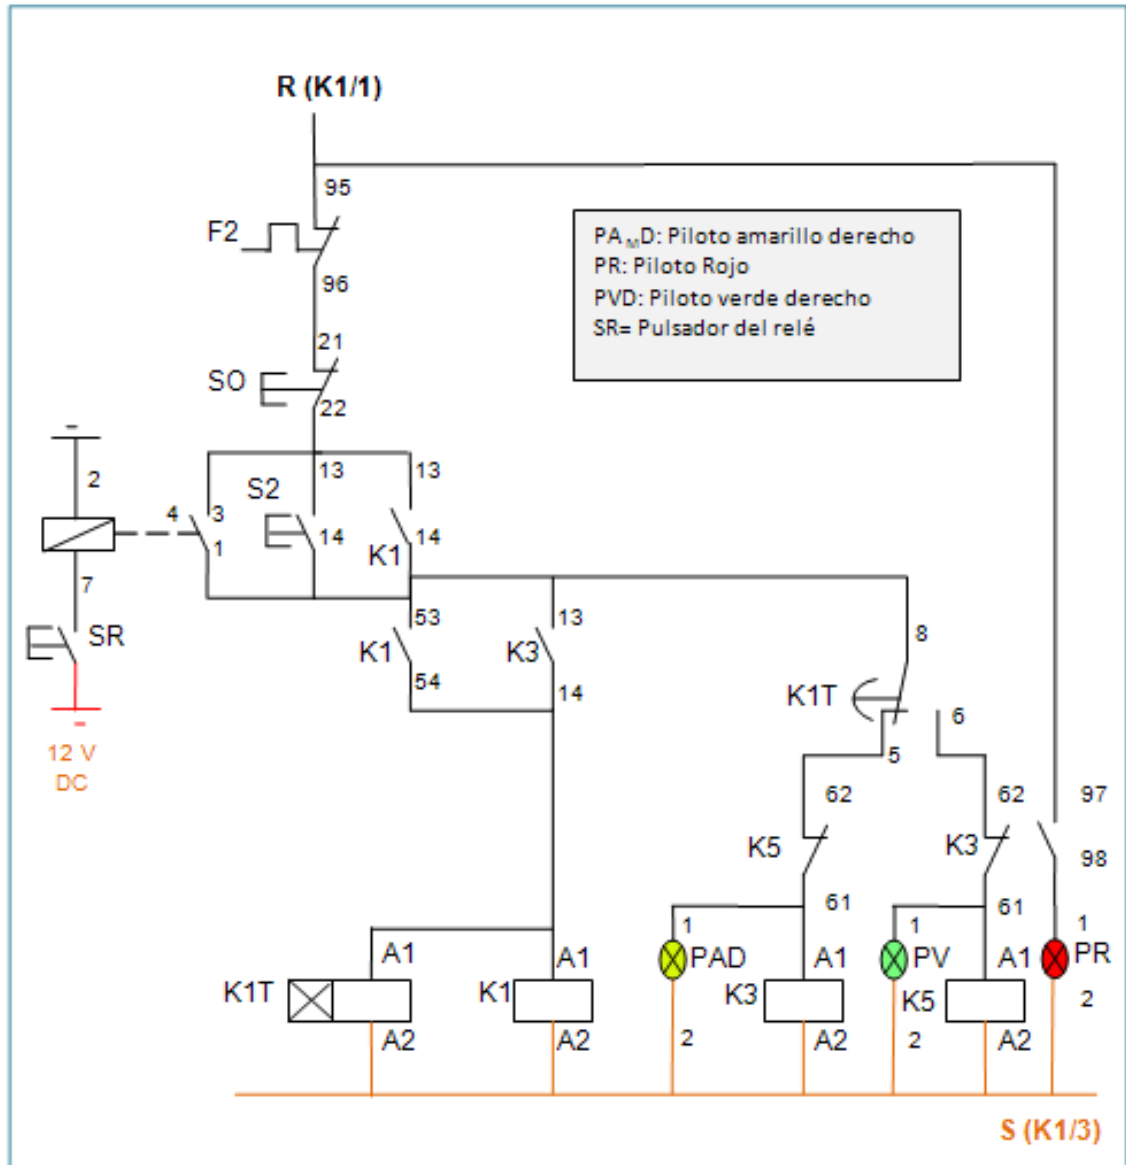 R (K1/1)
95
F2
96
PA MD: Piloto amarillo derecho
PR: Piloto Rojo
PVD: Piloto verde derecho
SR= Pulsador del relé
21
SO
22
2
4
3
1
S2
13
14
13
14
K1
7
SR
12 V
DC
53
K1
54
13
K3
14
8
K1T
5
6
62
K5
61
62
K3
61
97
98
A1
K1T
A2
A1
K1
A2
1
PAD
2
A1
K3
A2
1
PV
2
A1
K5
A2
1
PR
2
S (K1/3)